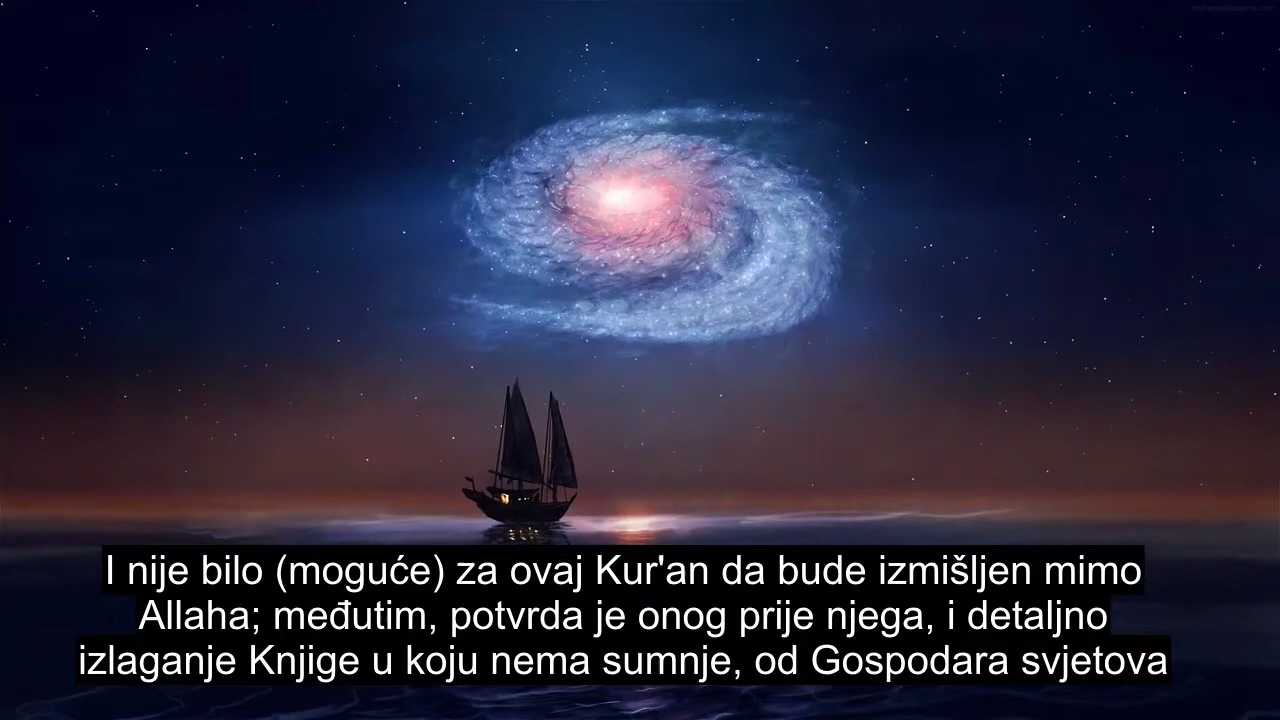 I nije bilo (moguće) za ovaj Kur'an da bude izmišljen mimo
Allaha; međutim, potvrda je onog prije njega, i detaljno
izlaganje Knjige u koju nema sumnje, od Gospodara svjetova